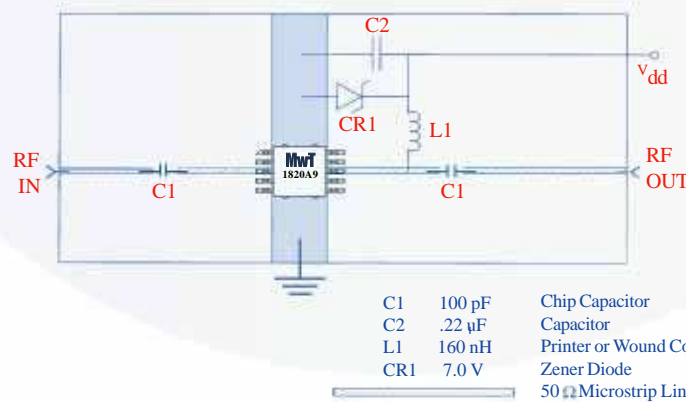 C2
Vdd
CR1
L1
RF
IN
C1
MwT
1820A9
C1
RF
OUT
C1 100 pF Chip Capacitor
C2 .22 µF Capacitor
L1 160 nH Printer or Wound Co
CR1 7.0 V Zener Diode
50 Ω Microstrip Lin